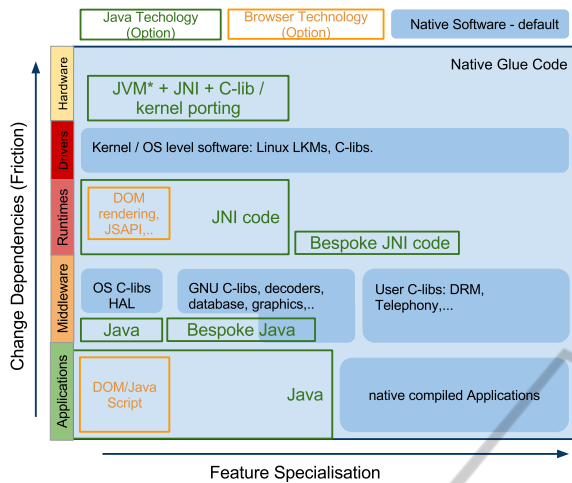 Java Techology
(Option)
Browser Technology
(Option)
Native Software - default
Native Glue Code
Hardware
JVM* + JNI + C-lib /
kernel porting
Drivers
Kernel / OS level software: Linux LKMs, C-libs.
Runtimes
DOM
rendering,
JSAPI,..
JNI code
Bespoke JNI code
Middleware
OS C-libs
HAL
GNU C-libs, decoders,
database, graphics,..
User C-libs: DRM,
Telephony,...
Java
Bespoke Java
Applications
DOM/Java
Script
Java
native compiled Applications
Change Dependencies (Friction)
Feature Specialisation